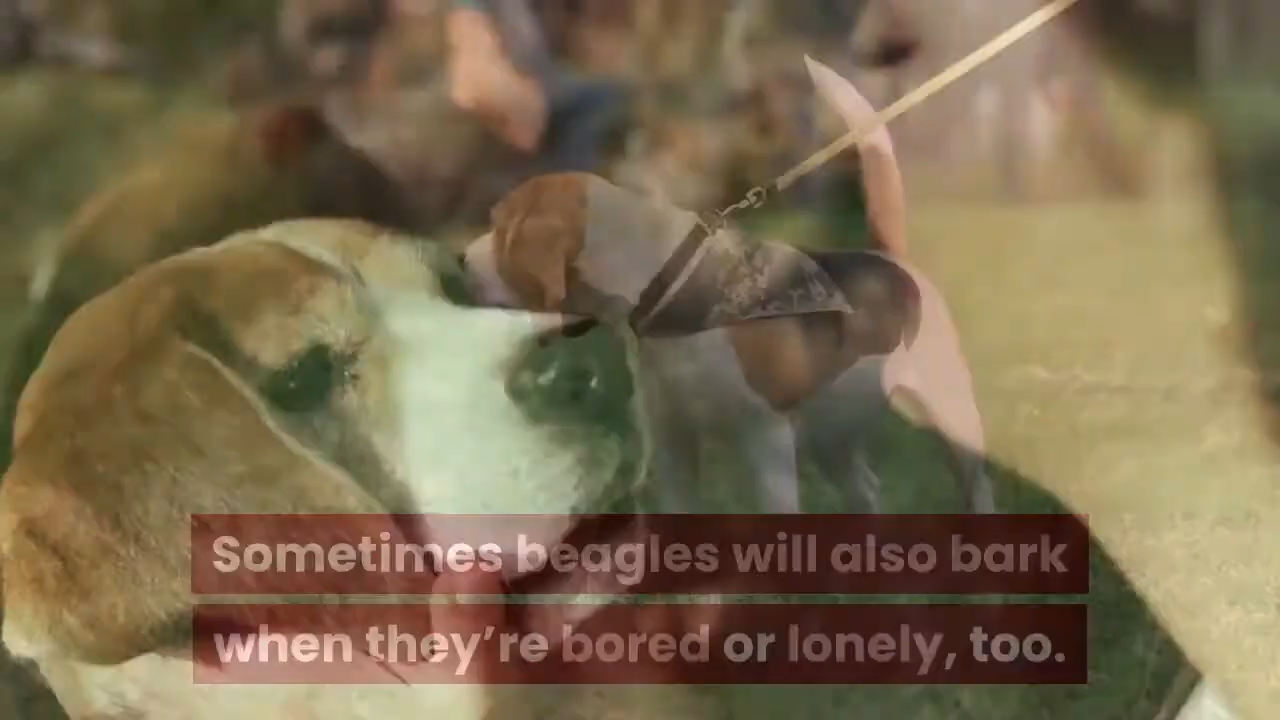 Sometimes beagles will also bark
when they’re bored or lonely, too.